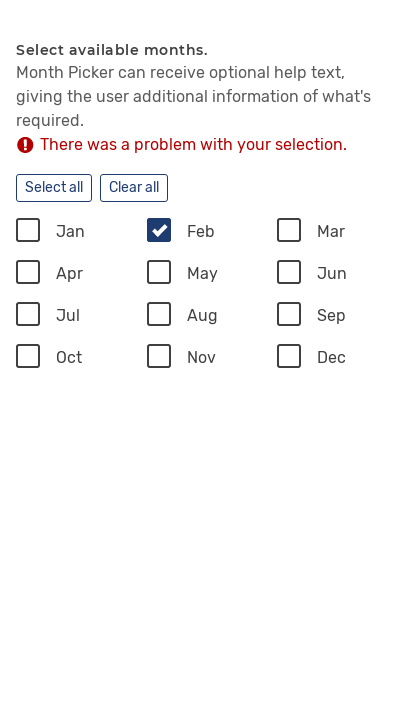 Select available months.
Month Picker can receive optional help text,
giving the user additional information of what's
required.
There was a problem with your selection.
Select all Clear all
Jan Feb Mar
Apr May Jun
Jul Aug Sep
Oct Nov Dec